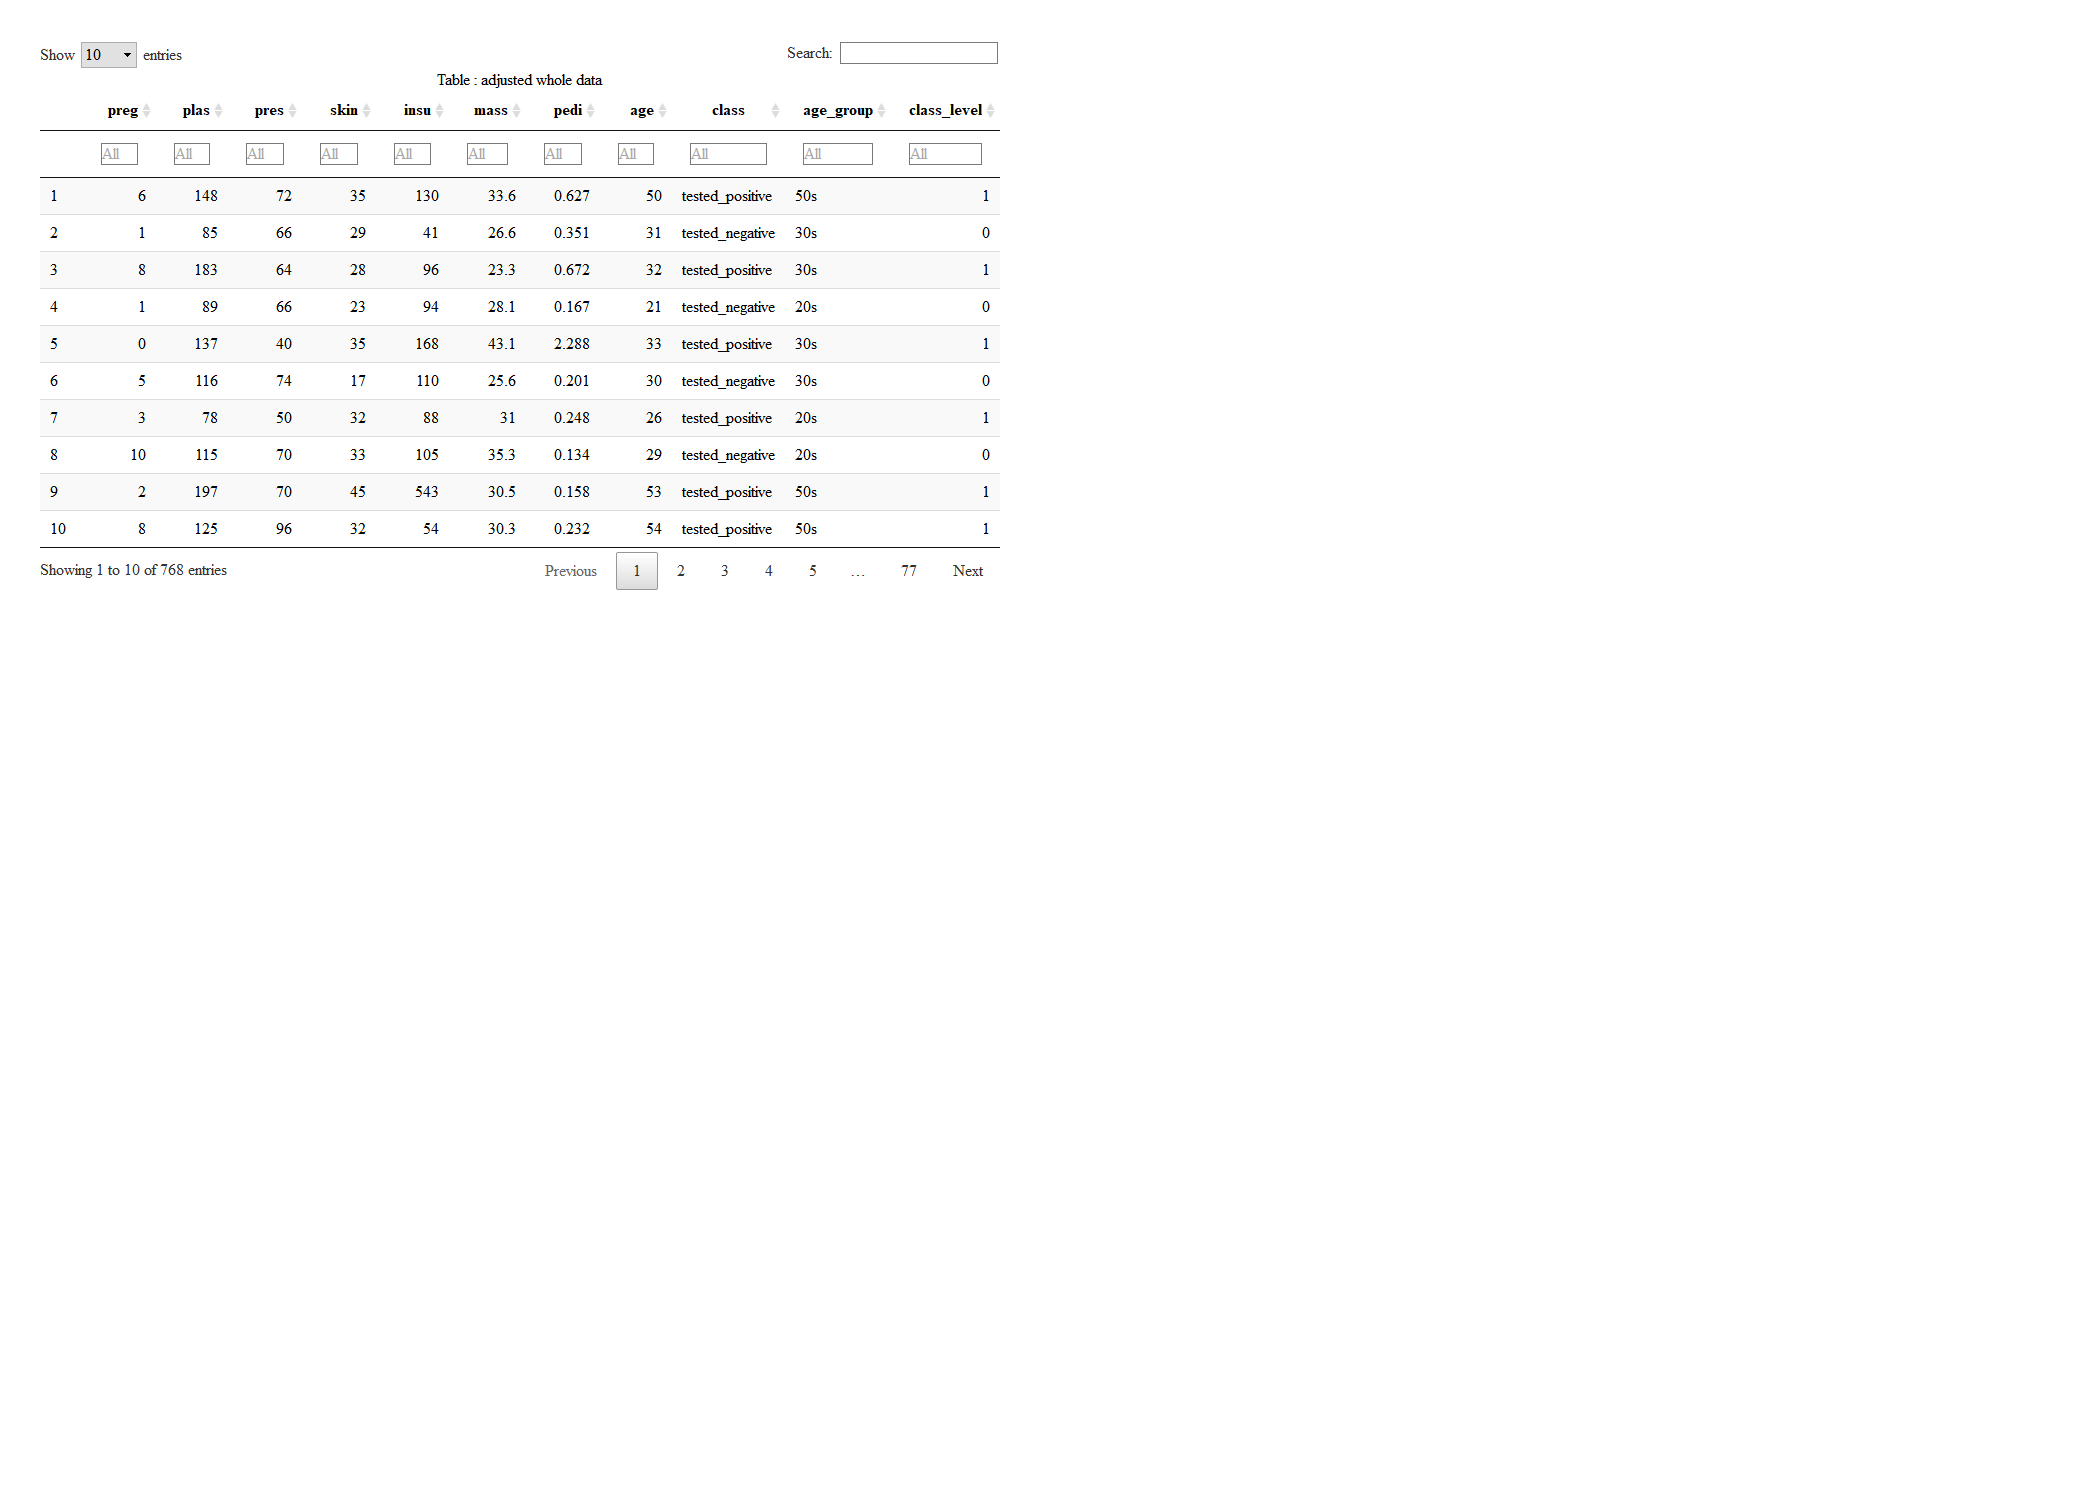 Show 10 entries Search:
Table : adjusted whole data
preg plas pres skin insu mass pedi age class age_group class_level
All All All All All All All All All All All
1 6 148 72 35 130 33.6 0.627 50 tested_positive 50s 1
2 1 85 66 29 41 26.6 0.351 31 tested_negative 30s 0
3 8 183 64 28 96 23.3 0.672 32 tested_positive 30s 1
4 1 89 66 23 94 28.1 0.167 21 tested_negative 20s 0
5 0 137 40 35 168 43.1 2.288 33 tested_positive 30s 1
6 5 116 74 17 110 25.6 0.201 30 tested_negative 30s 0
7 3 78 50 32 88 31 0.248 26 tested_positive 20s 1
8 10 115 70 33 105 35.3 0.134 29 tested_negative 20s 0
9 2 197 70 45 543 30.5 0.158 53 tested_positive 50s 1
10 8 125 96 32 54 30.3 0.232 54 tested_positive 50s 1
Showing 1 to 10 of 768 entries Previous 1 2 3 4 5 … 77 Next